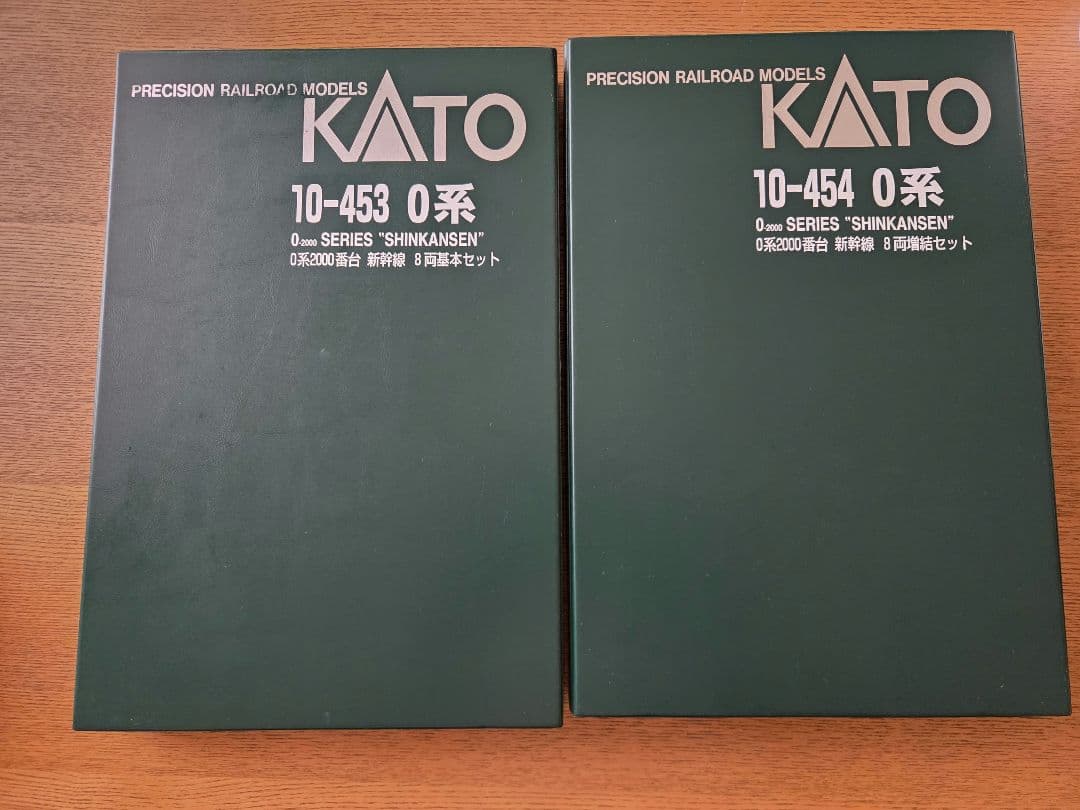 PRECISION RAILROAD MODELS
KATO
10-453 0系
0-2000 SERIES "SHINKANSEN"
0系2000番台 新幹線 8両基本セット
PRECISION RAILROAD MODELS
KATO
10-454 0系
0-2000 SERIES "SHINKANSEN"
0系2000番台 新幹線 8両増結セット